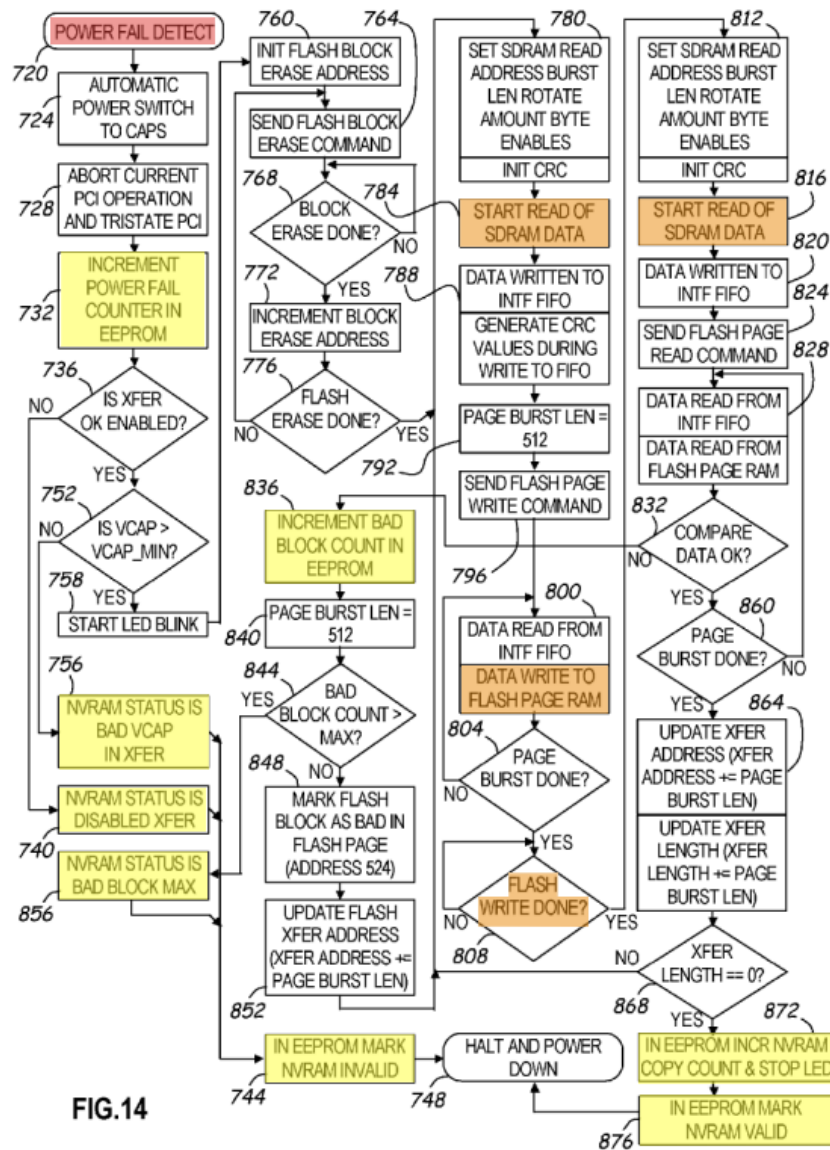 POWER FAIL DETECT
720
AUTOMATIC
POWER SWITCH
TO CAPS
724
ABORT CURRENT
PCI OPERATION
AND TRISTATE PCI
728
INCREMENT
POWER FAIL
COUNTER IN
EEPROM
732
736
IS XFER
OK ENABLED?
NO
YES
752
IS VCAP >
VCAP_MIN?
NO
YES
758
START LED BLINK
756
NVRAM STATUS IS
BAD VCAP
IN XFER
NVRAM STATUS IS
DISABLED XFER
740
NVRAM STATUS IS
BAD BLOCK MAX
856
760
INIT FLASH BLOCK
ERASE ADDRESS
764
SEND FLASH BLOCK
ERASE COMMAND
768
BLOCK
ERASE DONE?
NO
YES
772
INCREMENT BLOCK
ERASE ADDRESS
776
FLASH
ERASE DONE?
NO
YES
836
INCREMENT BAD
BLOCK COUNT IN
EEPROM
PAGE BURST LEN =
512
840
844
YES
BAD
BLOCK COUNT >
MAX?
NO
848
MARK FLASH
BLOCK AS BAD IN
FLASH PAGE
(ADDRESS 524)
UPDATE FLASH
XFER ADDRESS
(XFER ADDRESS +=
PAGE BURST LEN)
852
IN EEPROM MARK
NVRAM INVALID
744
HALT AND POWER
DOWN
748
780
SET SDRAM READ
ADDRESS BURST
LEN ROTATE
AMOUNT BYTE
ENABLES
INIT CRC
784
START READ OF
SDRAM DATA
788
DATA WRITTEN TO
INTF FIFO
GENERATE CRC
VALUES DURING
WRITE TO FIFO
PAGE BURST LEN =
512
792
SEND FLASH PAGE
WRITE COMMAND
796
800
DATA READ FROM
INTF FIFO
DATA WRITE TO
FLASH PAGE RAM
804
PAGE
BURST DONE?
NO
YES
FLASH
WRITE DONE?
NO
YES
808
812
SET SDRAM READ
ADDRESS BURST
LEN ROTATE
AMOUNT BYTE
ENABLES
INIT CRC
816
START READ OF
SDRAM DATA
820
DATA WRITTEN TO
INTF FIFO
824
SEND FLASH PAGE
READ COMMAND
828
DATA READ FROM
INTF FIFO
DATA READ FROM
FLASH PAGE RAM
832
COMPARE
DATA OK?
NO
YES
860
PAGE
BURST DONE?
NO
YES
864
UPDATE XFER
ADDRESS (XFER
ADDRESS += PAGE
BURST LEN)
UPDATE XFER
LENGTH (XFER
LENGTH += PAGE
BURST LEN)
NO
XFER
LENGTH == 0?
868
YES
872
IN EEPROM INCR NVRAM
COPY COUNT & STOP LED
IN EEPROM MARK
NVRAM VALID
876
FIG.14